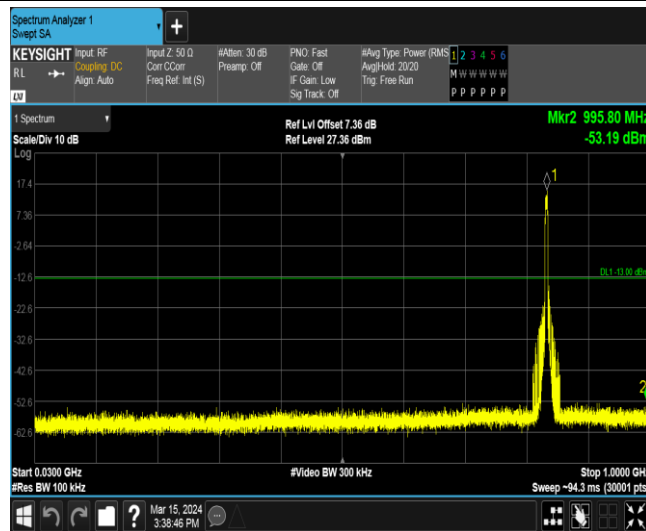 Spectrum Analyzer 1
Swept SA
+
KEYSIGHT
RL
LXI
Input: RF
Coupling: DC
Align: Auto
Input Z: 50 Ω
Corr CCorr
Freq Ref: Int (S)
#Atten: 30 dB
Preamp: Off
PNO: Fast
Gate: Off
IF Gain: Low
Sig Track: Off
#Avg Type: Power (RMS
Avg|Hold: 20/20
Trig: Free Run
1 2 3 4 5 6
M W W W W W
P P P P P P
1 Spectrum
Scale/Div 10 dB
Ref Lvl Offset 7.36 dB
Ref Level 27.36 dBm
Mkr2 995.80 MHz
-53.19 dBm
Log
17.4
7.36
-2.64
-12.6
-22.6
-32.6
-42.6
-52.6
-62.6
1
DL1 -13.00 dBm
2
Start 0.0300 GHz
#Res BW 100 kHz
#Video BW 300 kHz
Stop 1.0000 GHz
Sweep ~94.3 ms (30001 pts
?
Mar 15, 2024
3:38:46 PM